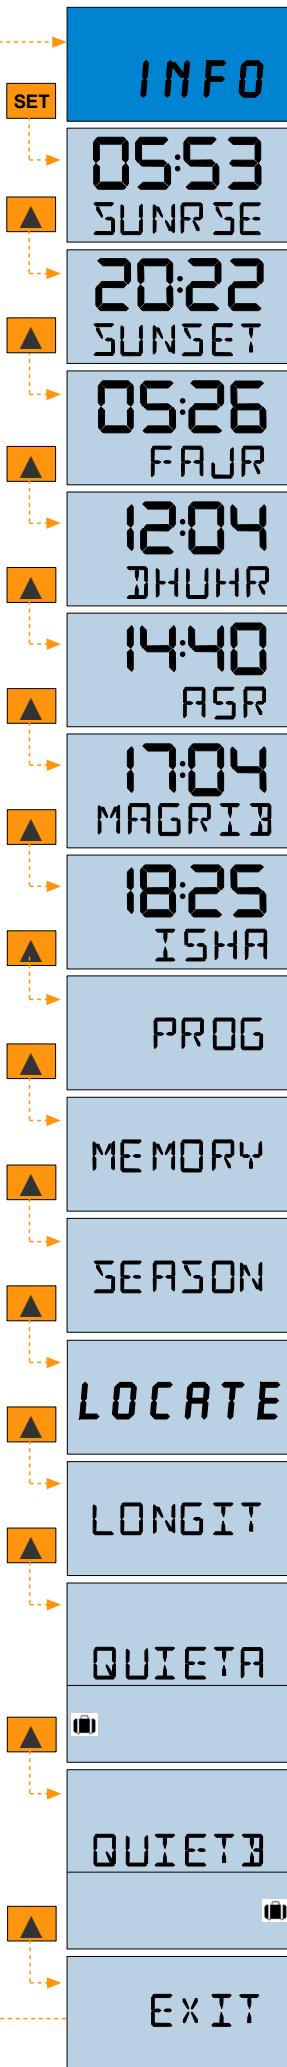 INFO
SET
05:53
SUNRSE
20:22
SUNSET
05:26
FAJR
12:04
DHUHR
14:40
ASR
17:04
MAGRIB
18:25
ISHA
PROG
MEMORY
SEASON
LOCATE
LONGIT
QUIETA
QUIETB
EXIT